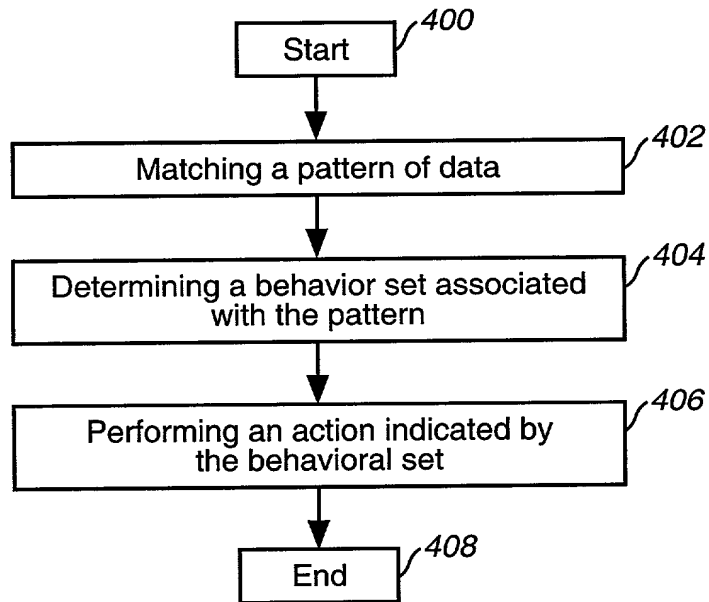 400
Start
402
Matching a pattern of data
404
Determining a behavior set associated
with the pattern
406
Performing an action indicated by
the behavioral set
408
End